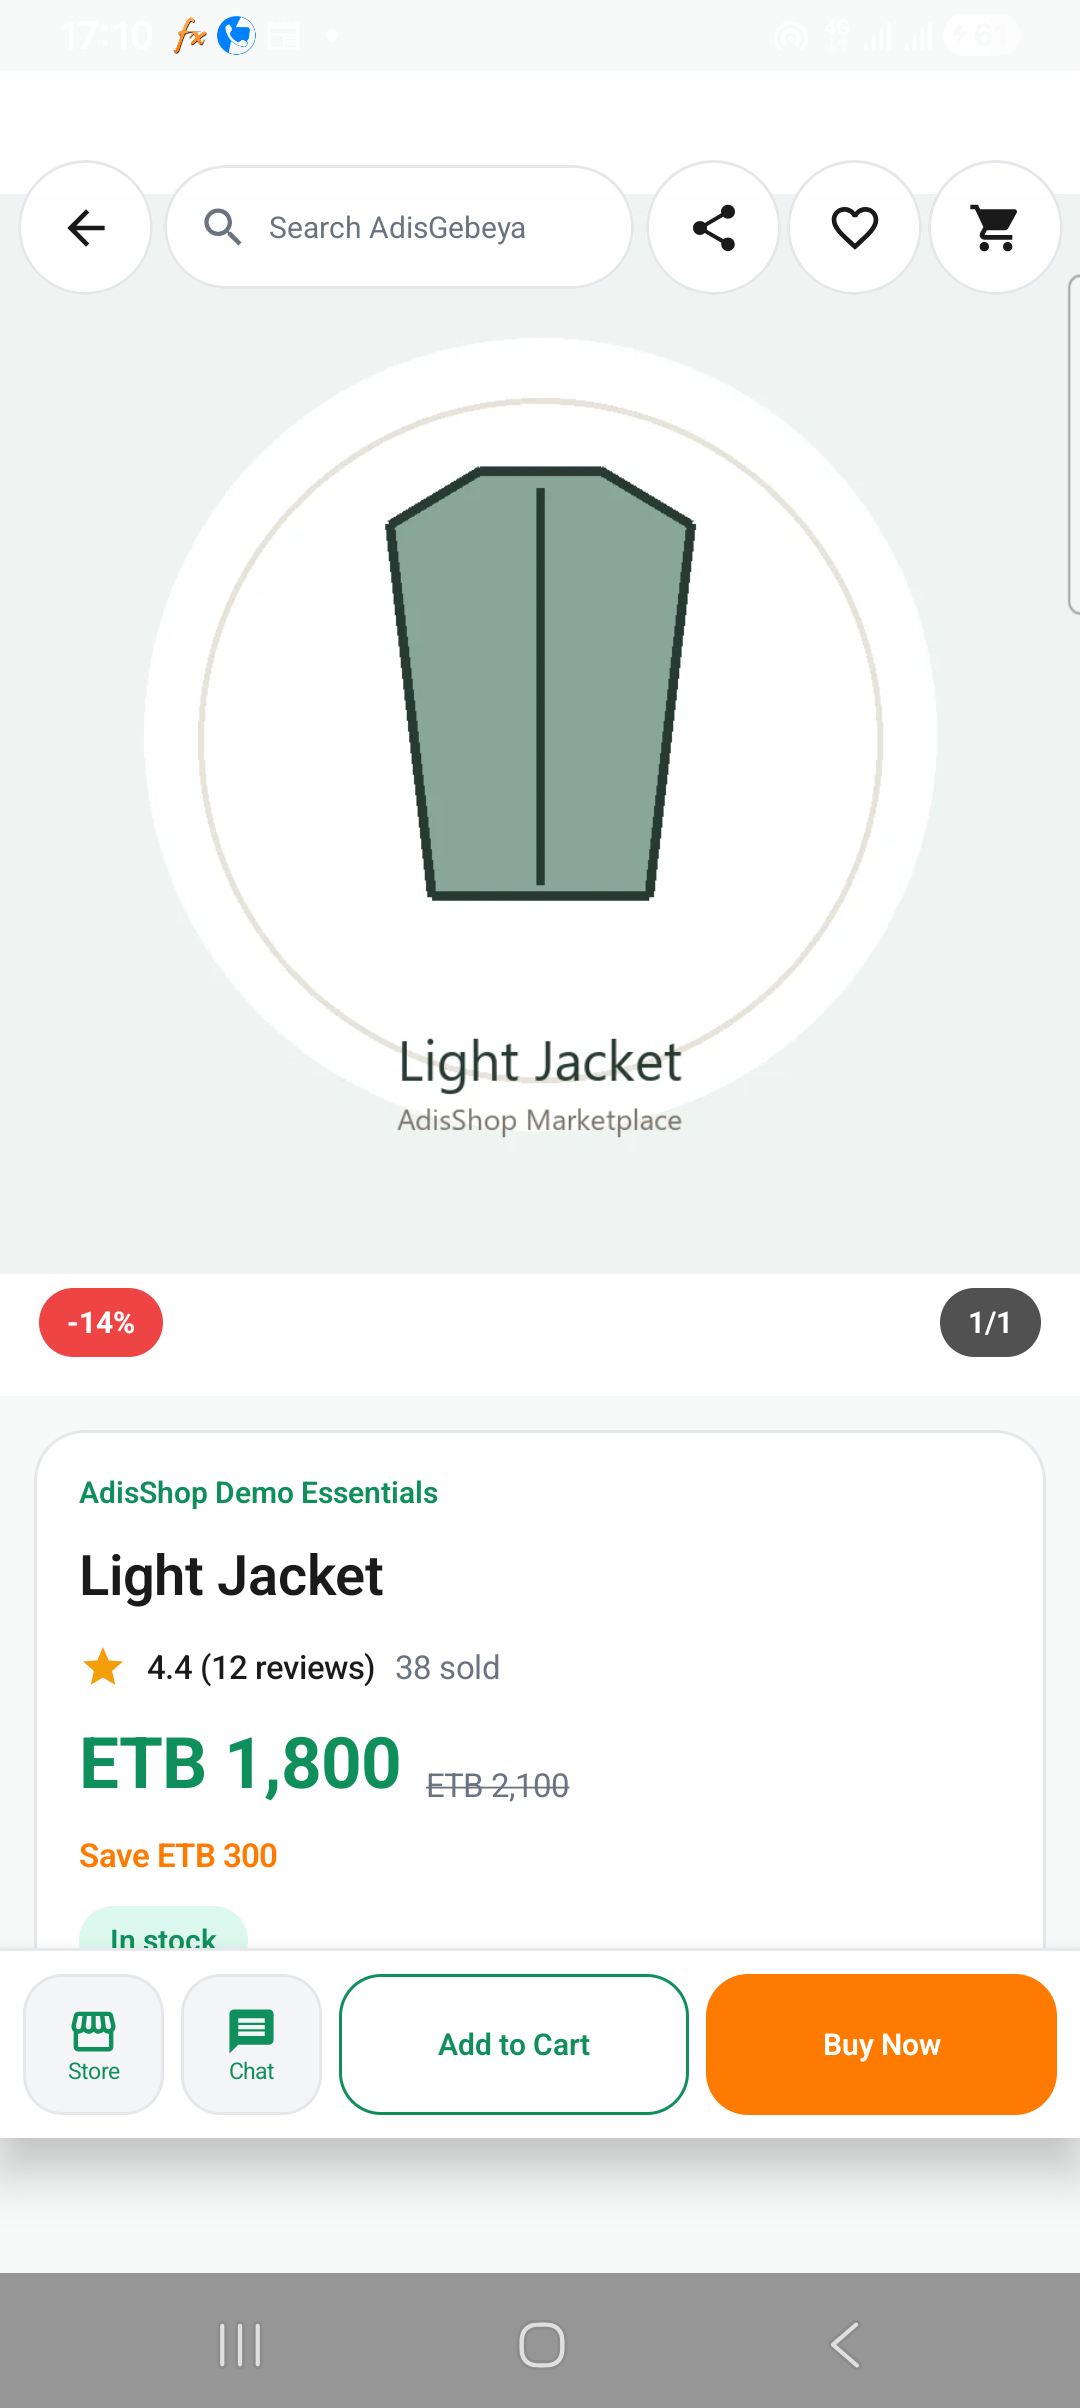 17:10
4G
61
Search AdisGebeya
Light Jacket
AdisShop Marketplace
-14%
1/1
AdisShop Demo Essentials
Light Jacket
4.4 (12 reviews) 38 sold
ETB 1,800 ETB 2,100
Save ETB 300
In stock
Store
Chat
Add to Cart
Buy Now